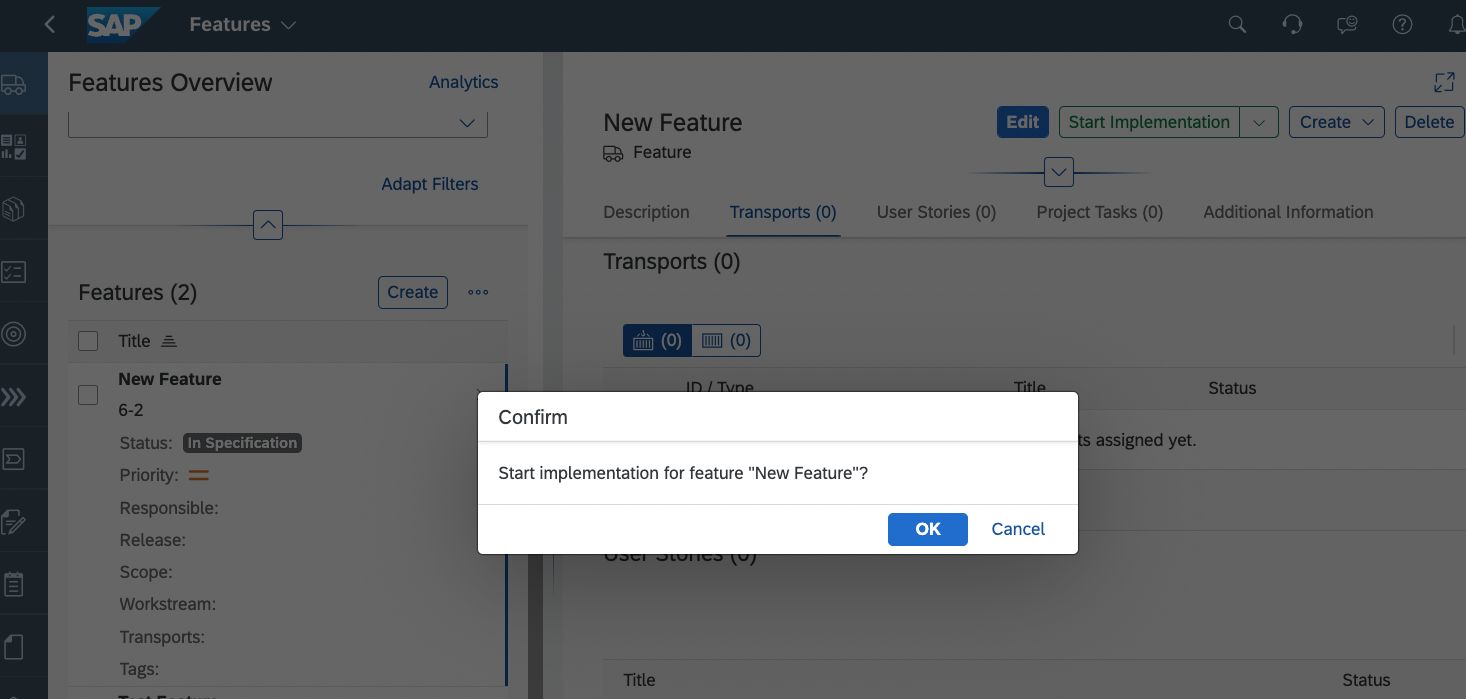 SAP
Features
Features Overview
Analytics
Adapt Filters
Features (2)
Create
Title
New Feature
6-2
Status: In Specification
Priority:
Responsible:
Release:
Scope:
Workstream:
Transports:
Tags:
New Feature
Feature
Edit
Start Implementation
Create
Delete
Description
Transports (0)
User Stories (0)
Project Tasks (0)
Additional Information
Transports (0)
(0)
(0)
ID / Type
Title
Status
assigned yet.
Confirm
Start implementation for feature "New Feature"?
OK
Cancel
User Stories (0)
Title
Status